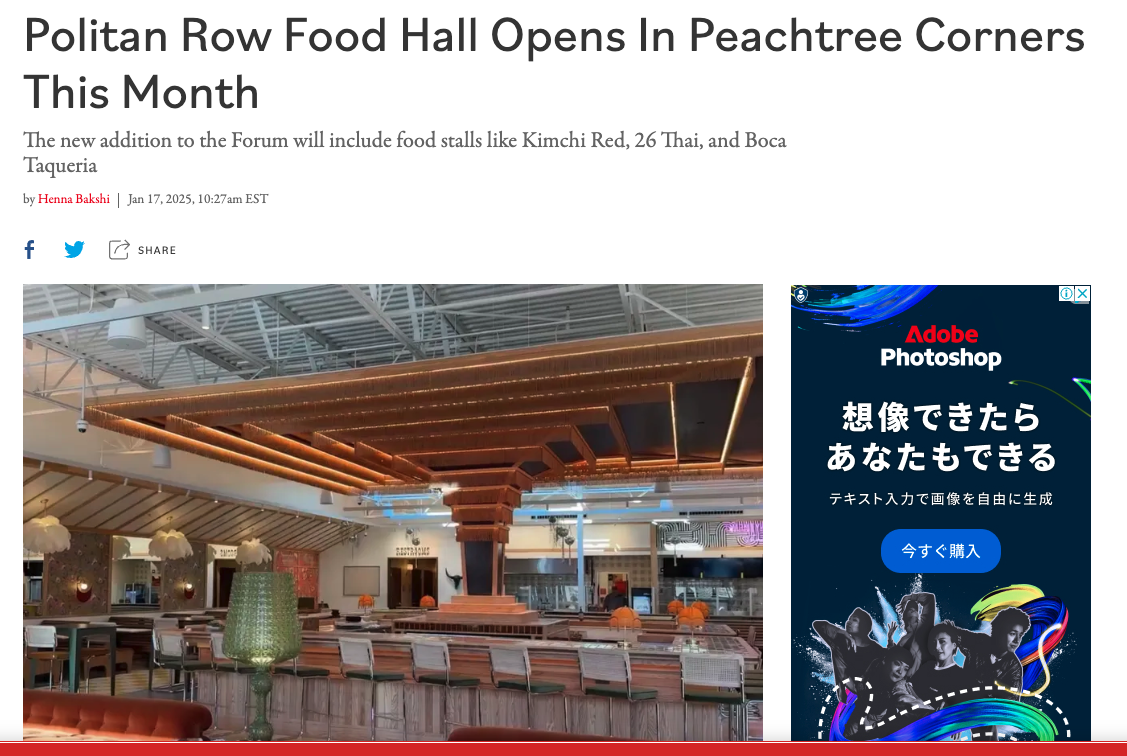 Politan Row Food Hall Opens In Peachtree Corners
This Month
The new addition to the Forum will include food stalls like Kimchi Red, 26 Thai, and Boca
Taqueria
by Henna Bakshi | Jan 17, 2025, 10:27am EST
SHARE
RESTROOMS
Adobe
Photoshop
想像できたら
あなたもできる
テキスト入力で画像を自由に生成
今すぐ購入